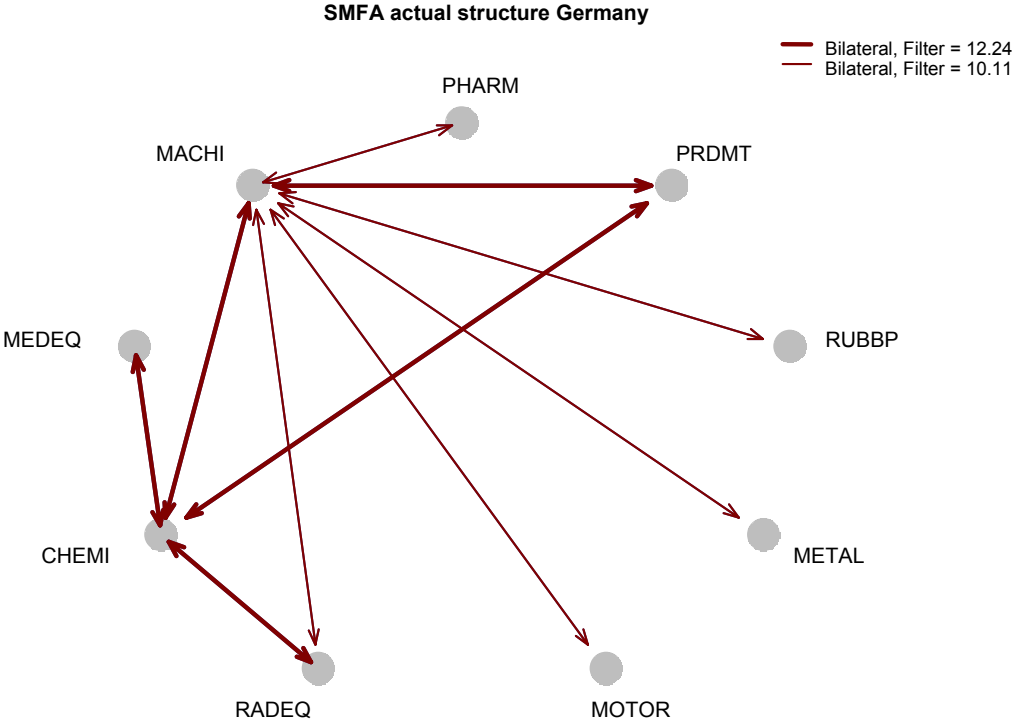 SMFA actual structure Germany
Bilateral, Filter = 12.24
Bilateral, Filter = 10.11
PHARM
MACHI
PRDMT
MEDEQ
RUBBP
CHEMI
METAL
RADEQ
MOTOR